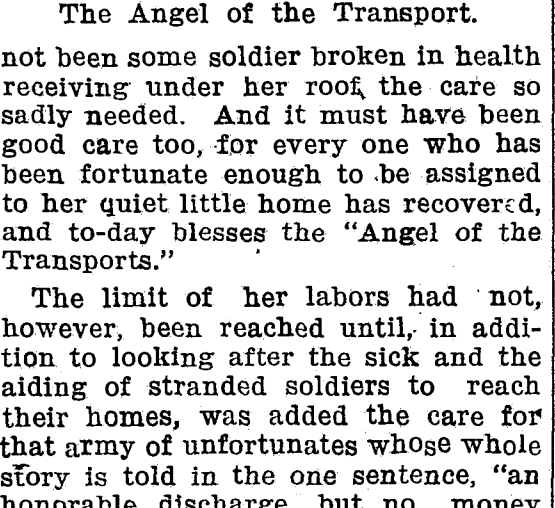 The Angel of the Transport.
not been some soldier broken in health
receiving under her roof, the care so
sadly needed. And it must have been
good care too, for every one who has
been fortunate enough to be assigned
to her quiet little home has recovered,
and to-day blesses the "Angel of the
Transports."
The limit of her labors had not,
however, been reached until, in addi-
tion to looking after the sick and the
aiding of stranded soldiers to reach
their homes, was added the care for
that army of unfortunates whose whole
story is told in the one sentence, "an
honorable discharge, but no money